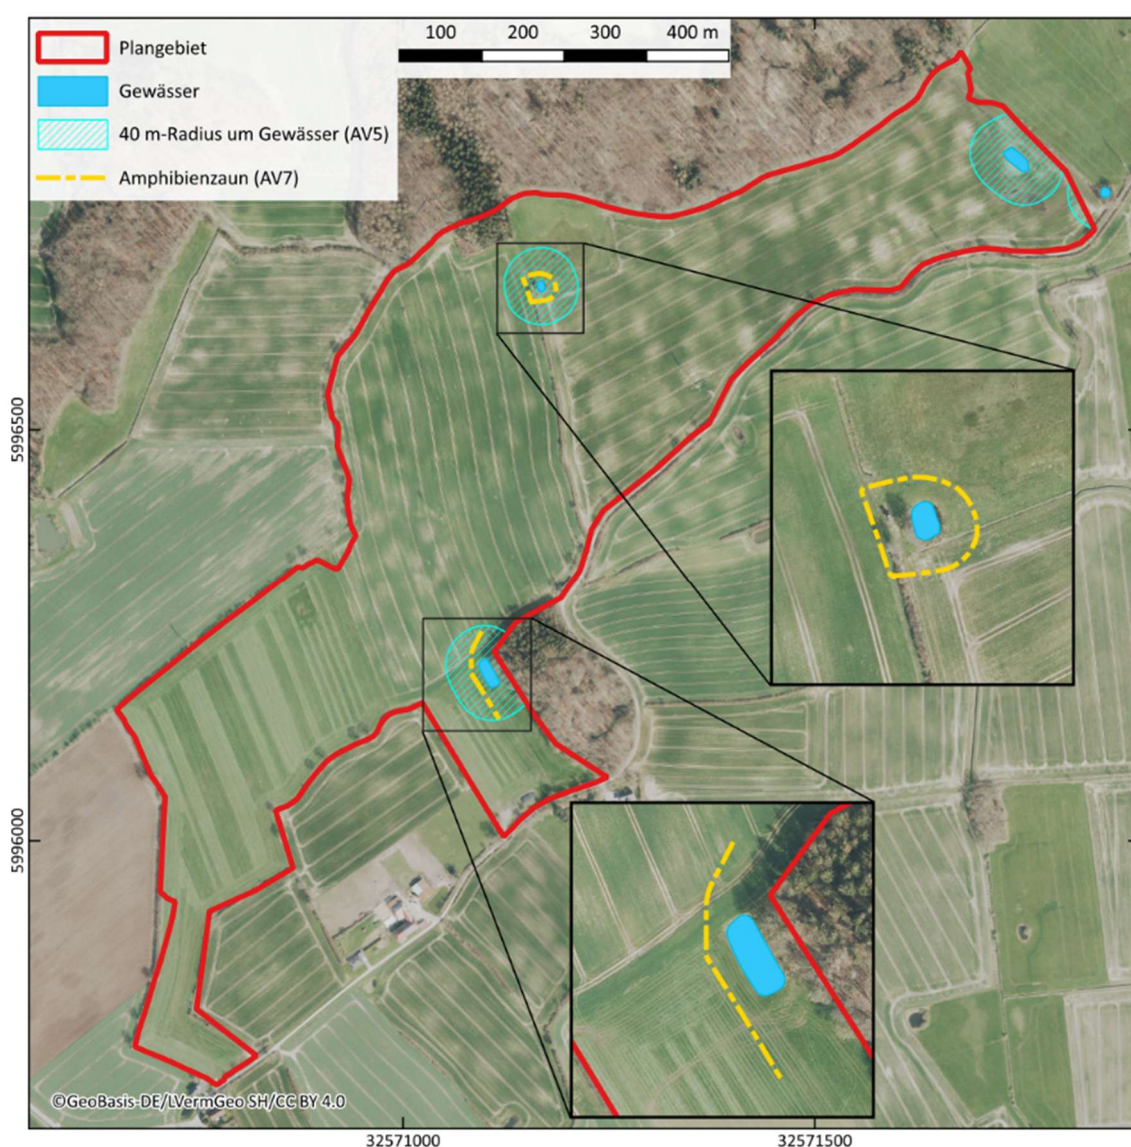 Plangebiet
Gewässer
40 m-Radius um Gewässer (AV5)
Amphibienzaun (AV7)
100 200 300 400 m
5996500
5996000
©GeoBasis-DE/LVermGeo SH/CC BY 4.0
32571000 32571500